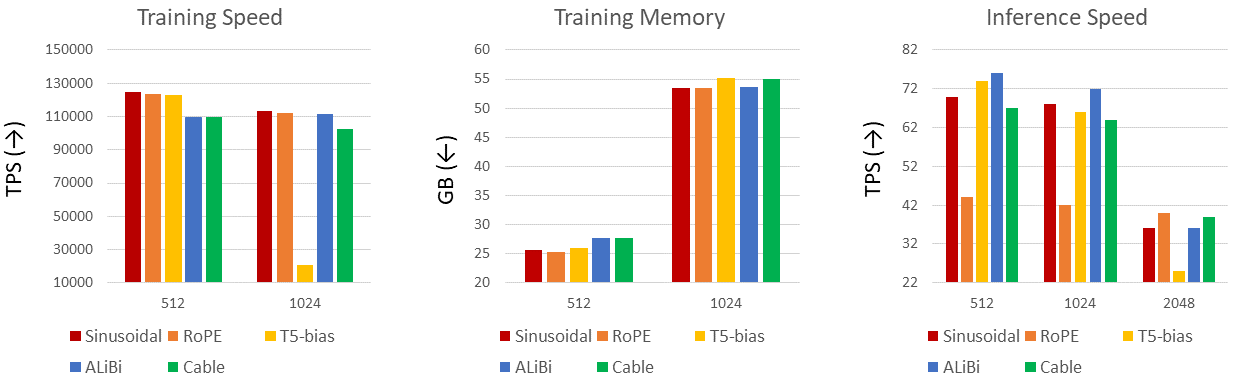 Training Speed
TPS (→)
150000
130000
110000
90000
70000
50000
30000
10000
512 1024
Sinusoidal RoPE T5-bias
ALiBi Cable
Training Memory
GB (←)
60
55
50
45
40
35
30
25
20
512 1024
Sinusoidal RoPE T5-bias
ALiBi Cable
Inference Speed
TPS (→)
82
72
62
52
42
32
22
512 1024 2048
Sinusoidal RoPE T5-bias
ALiBi Cable